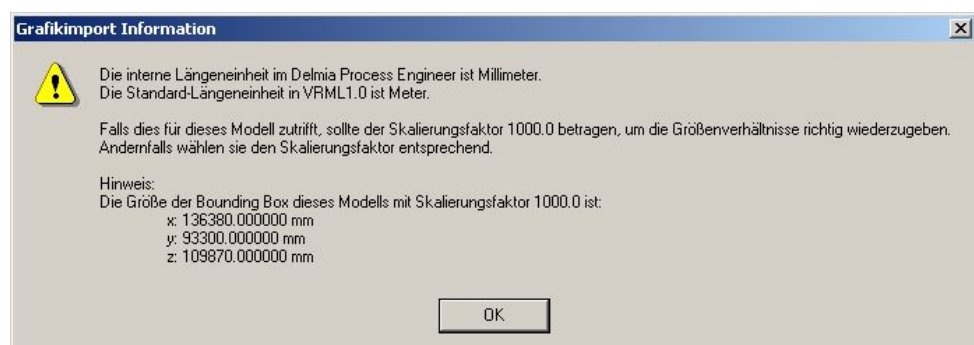 Grafikimport Information
Die interne Längeneinheit im Delmia Process Engineer ist Millimeter.
Die Standard-Längeneinheit in VRML1.0 ist Meter.
Falls dies für dieses Modell zutrifft, sollte der Skalierungsfaktor 1000.0 betragen, um die Größenverhältnisse richtig wiederzugeben.
Andernfalls wählen sie den Skalierungsfaktor entsprechend.
Hinweis:
Die Größe der Bounding Box dieses Modells mit Skalierungsfaktor 1000.0 ist:
x: 136380.000000 mm
y: 93300.000000 mm
z: 109870.000000 mm
OK